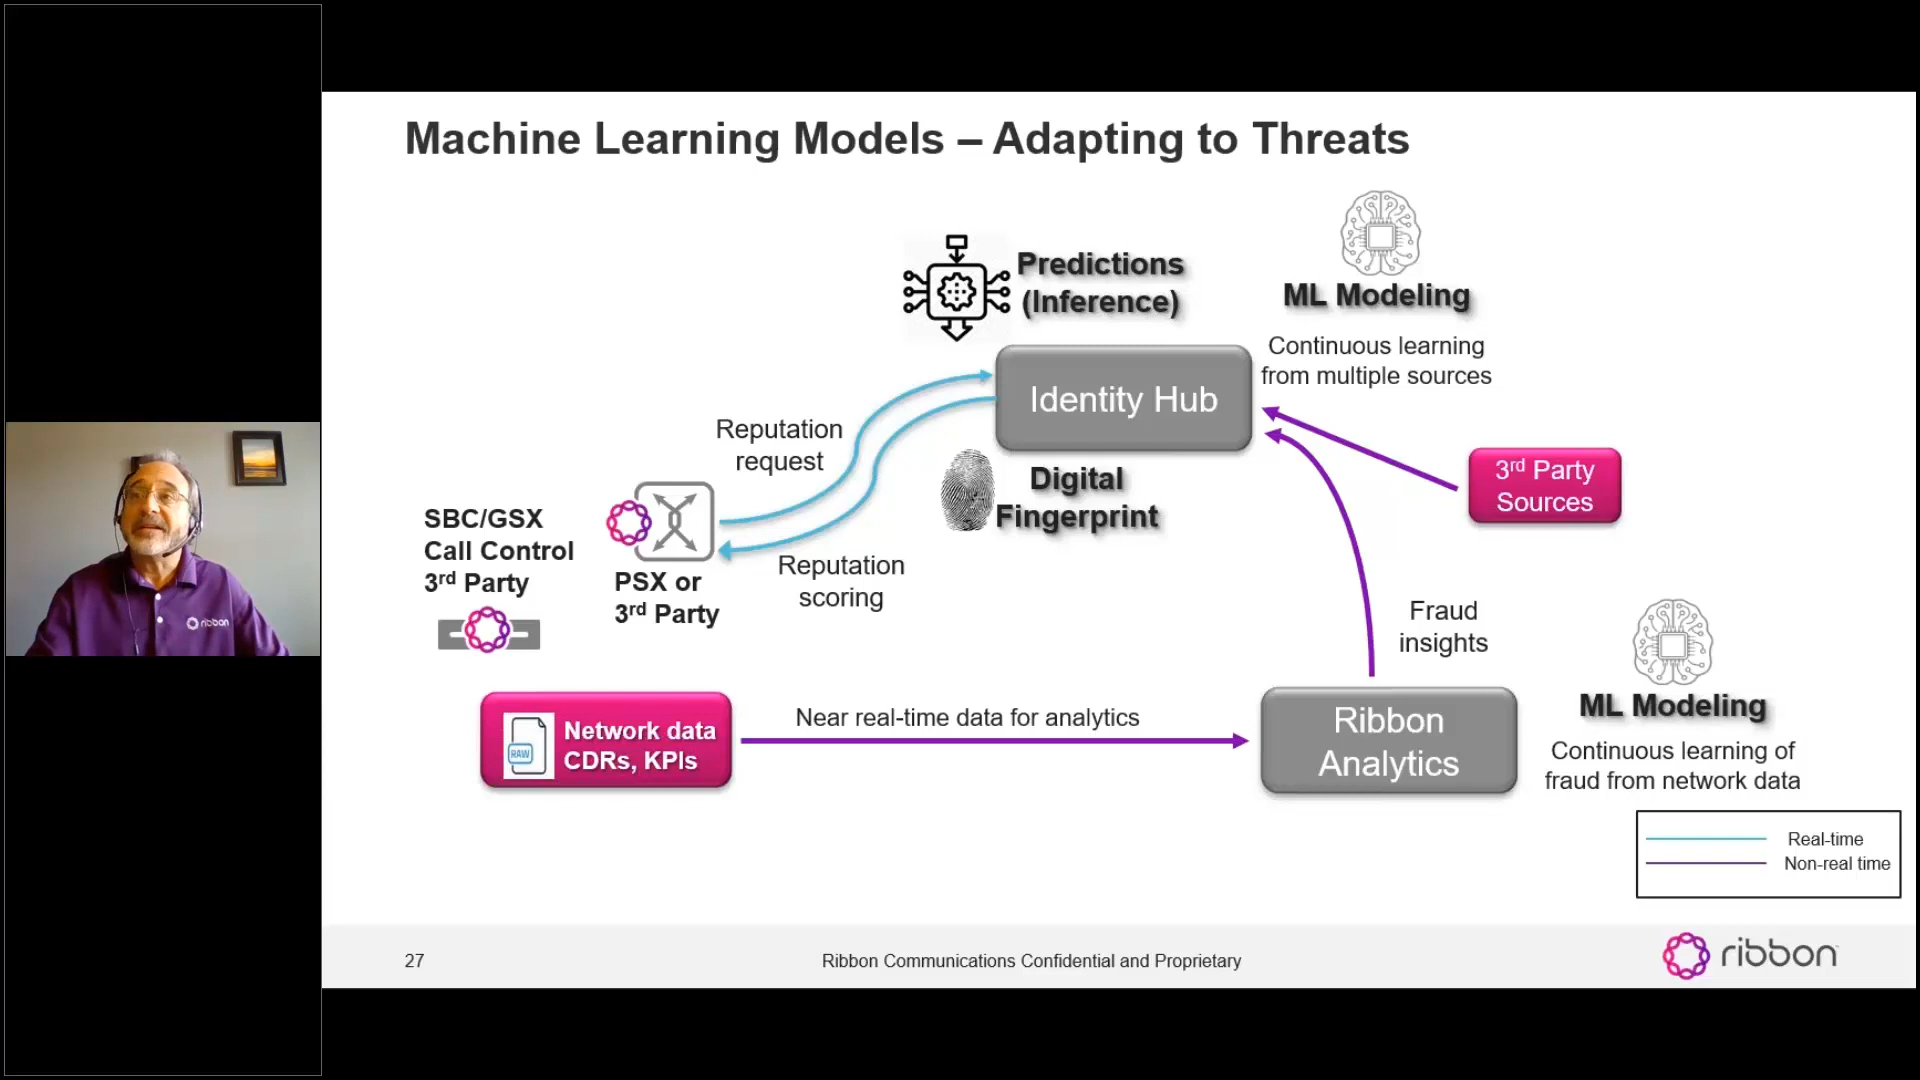 Machine Learning Models – Adapting to Threats
Predictions
(Inference)
ML Modeling
Continuous learning
from multiple sources
Identity Hub
Reputation
request
Digital
Fingerprint
3rd Party
Sources
SBC/GSX
Call Control
3rd Party
PSX or
3rd Party
Reputation
scoring
Fraud
insights
ribbon
RAW
Network data
CDRs, KPIs
Near real-time data for analytics
Ribbon
Analytics
ML Modeling
Continuous learning of
fraud from network data
Real-time
Non-real time
27
Ribbon Communications Confidential and Proprietary
ribbon